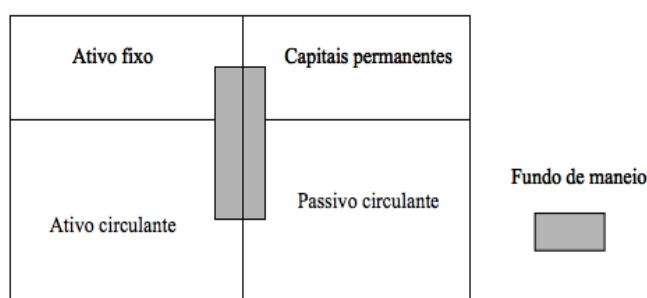 Ativo fixo
Capitais permanentes
Fundo de maneio
Passivo circulante
Ativo circulante